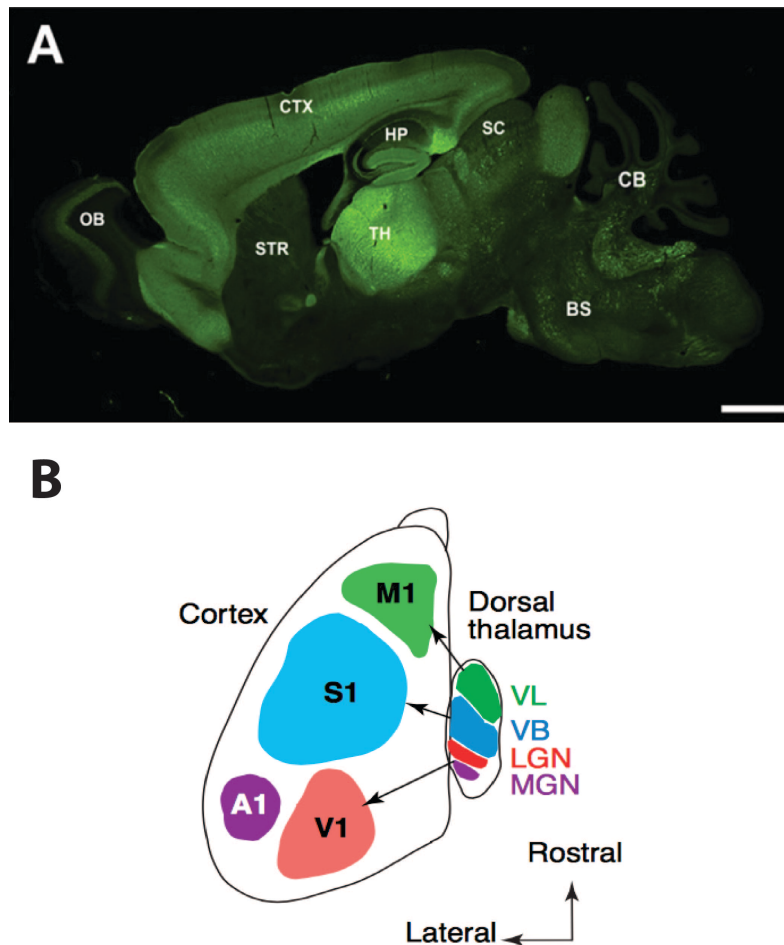 A
CTX
HP
SC
CB
OB
TH
STR
BS
B
M1
Cortex
Dorsal
thalamus
S1
VL
VB
LGN
MGN
A1
V1
Rostral
Lateral